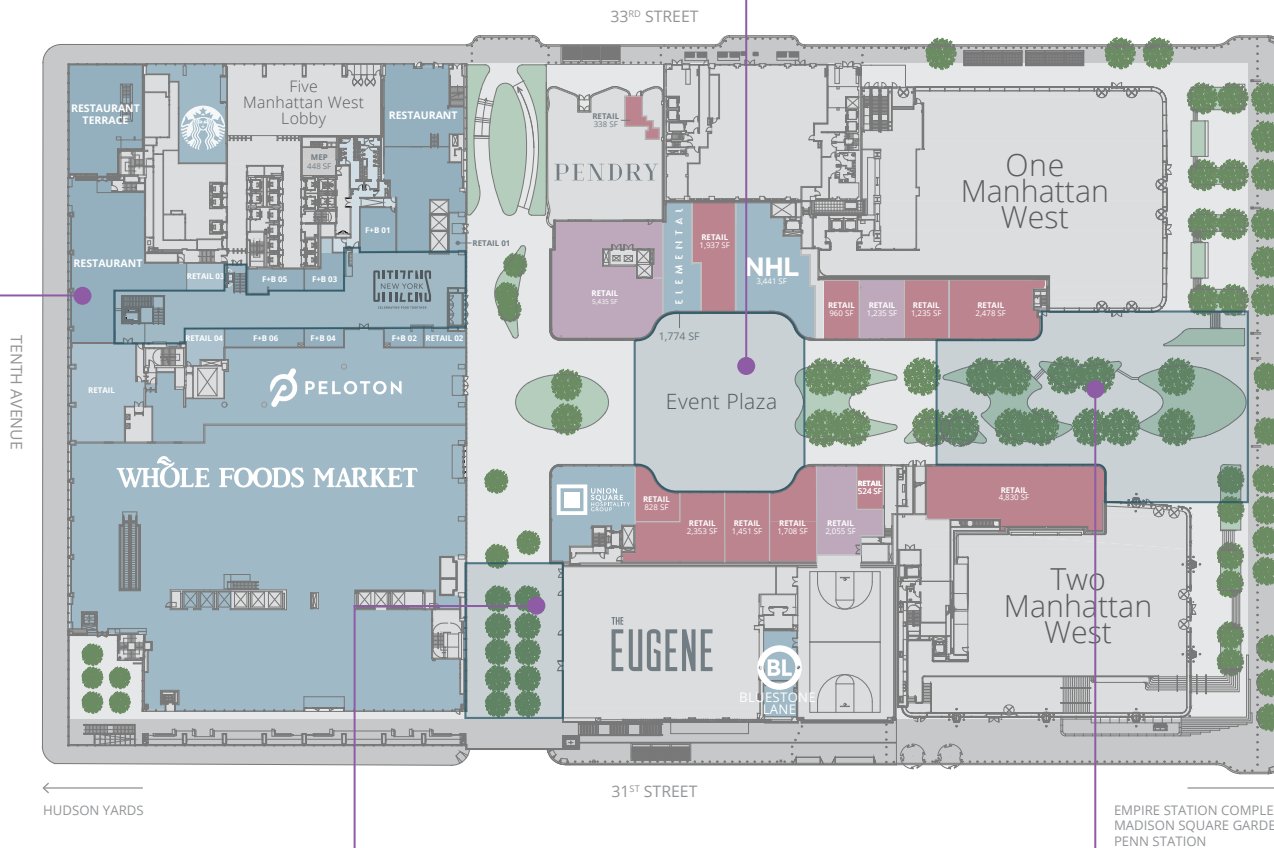 33RD STREET
RESTAURANT
TERRACE
Five
Manhattan West
Lobby
RESTAURANT
MEP
448 SF
F+B 01
RETAIL 01
RETAIL
338 SF
PENDRY
One
Manhattan
West
RESTAURANT
RETAIL 03
F+B 05
F+B 03
CITIZENS
NEW YORK
RETAIL
5,435 SF
ELEMENTAL
RETAIL
1,937 SF
NHL
3,441 SF
RETAIL
960 SF
RETAIL
1,235 SF
RETAIL
1,235 SF
RETAIL
2,478 SF
1,774 SF
RETAIL 04
F+B 06
F+B 04
F+B 02
RETAIL 02
TENTH AVENUE
RETAIL
PELOTON
Event Plaza
WHOLE FOODS MARKET
UNION
SQUARE
HOSPITALITY
GROUP
RETAIL
828 SF
RETAIL
2,353 SF
RETAIL
1,451 SF
RETAIL
1,708 SF
RETAIL
2,055 SF
RETAIL
524 SF
RETAIL
4,830 SF
Two
Manhattan
West
THE
EUGENE
BL
BLUESTONE
LANE
31ST STREET
HUDSON YARDS
EMPIRE STATION COMPLE
MADISON SQUARE GARDE
PENN STATION